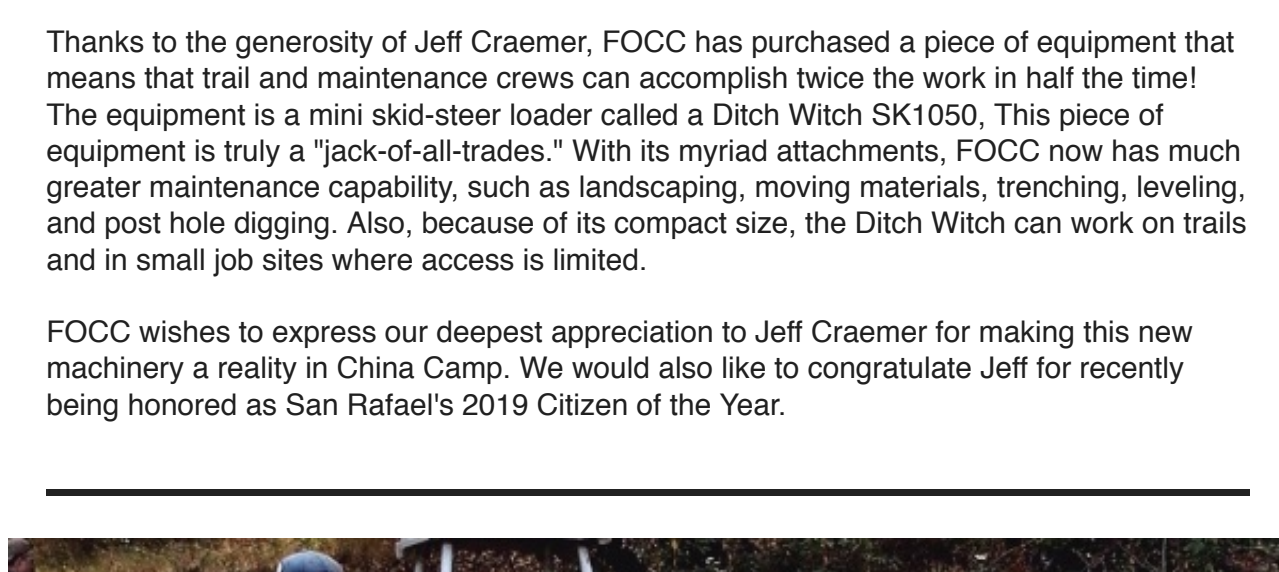 Thanks to the generosity of Jeff Craemer, FOCC has purchased a piece of equipment that
means that trail and maintenance crews can accomplish twice the work in half the time!
The equipment is a mini skid-steer loader called a Ditch Witch SK1050, This piece of
equipment is truly a "jack-of-all-trades." With its myriad attachments, FOCC now has much
greater maintenance capability, such as landscaping, moving materials, trenching, leveling,
and post hole digging. Also, because of its compact size, the Ditch Witch can work on trails
and in small job sites where access is limited.
FOCC wishes to express our deepest appreciation to Jeff Craemer for making this new
machinery a reality in China Camp. We would also like to congratulate Jeff for recently
being honored as San Rafael's 2019 Citizen of the Year.